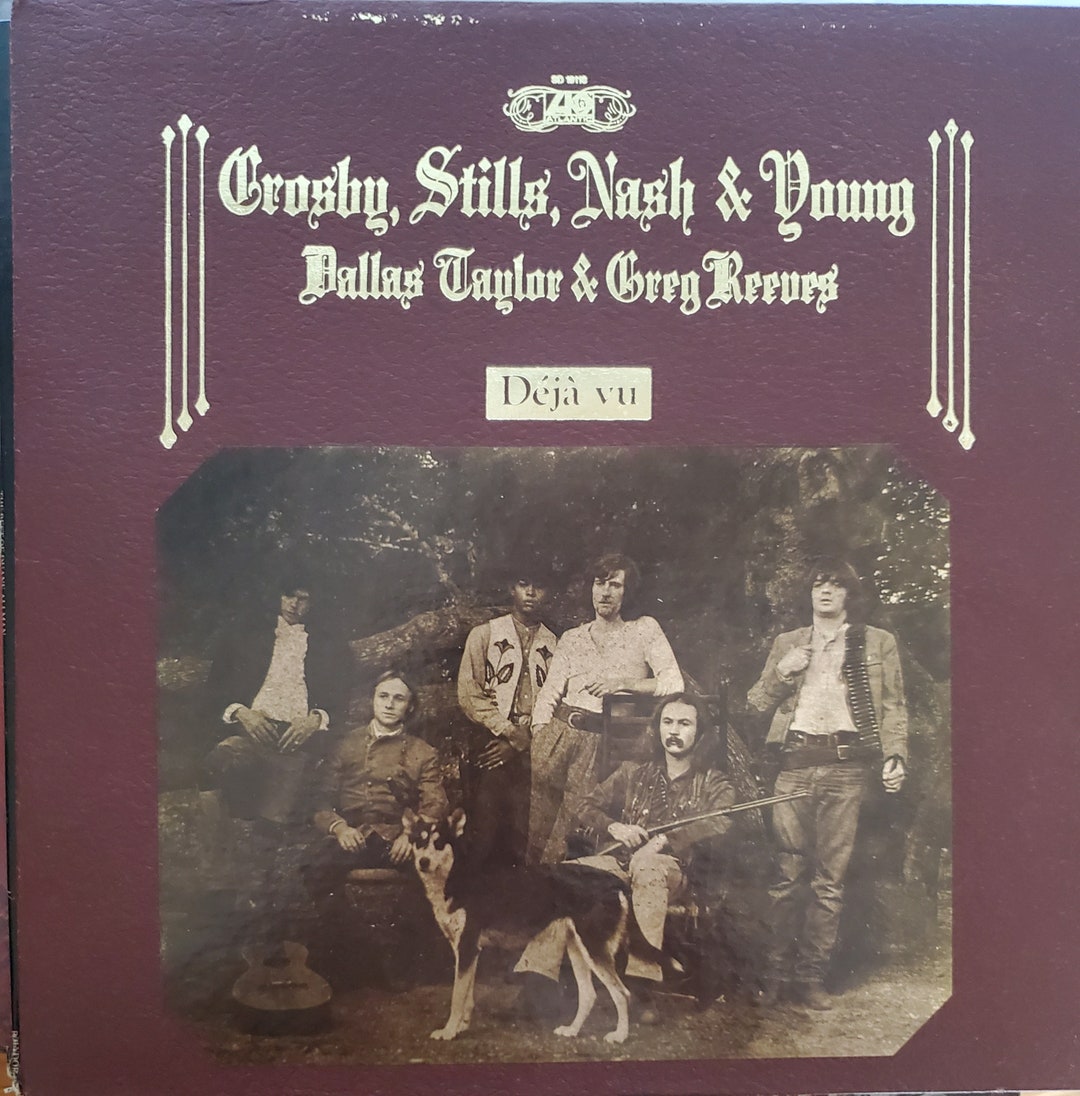 SD 19118
ATLANTIC
Crosby, Stills, Nash & Young
Dallas Taylor & Greg Reeves
Déjà vu